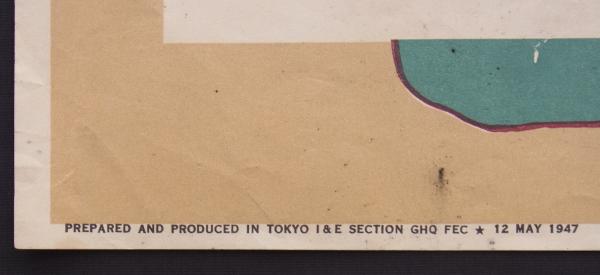 PREPARED AND PRODUCED IN TOKYO I & E SECTION GHQ FEC ★ 12 MAY 1947